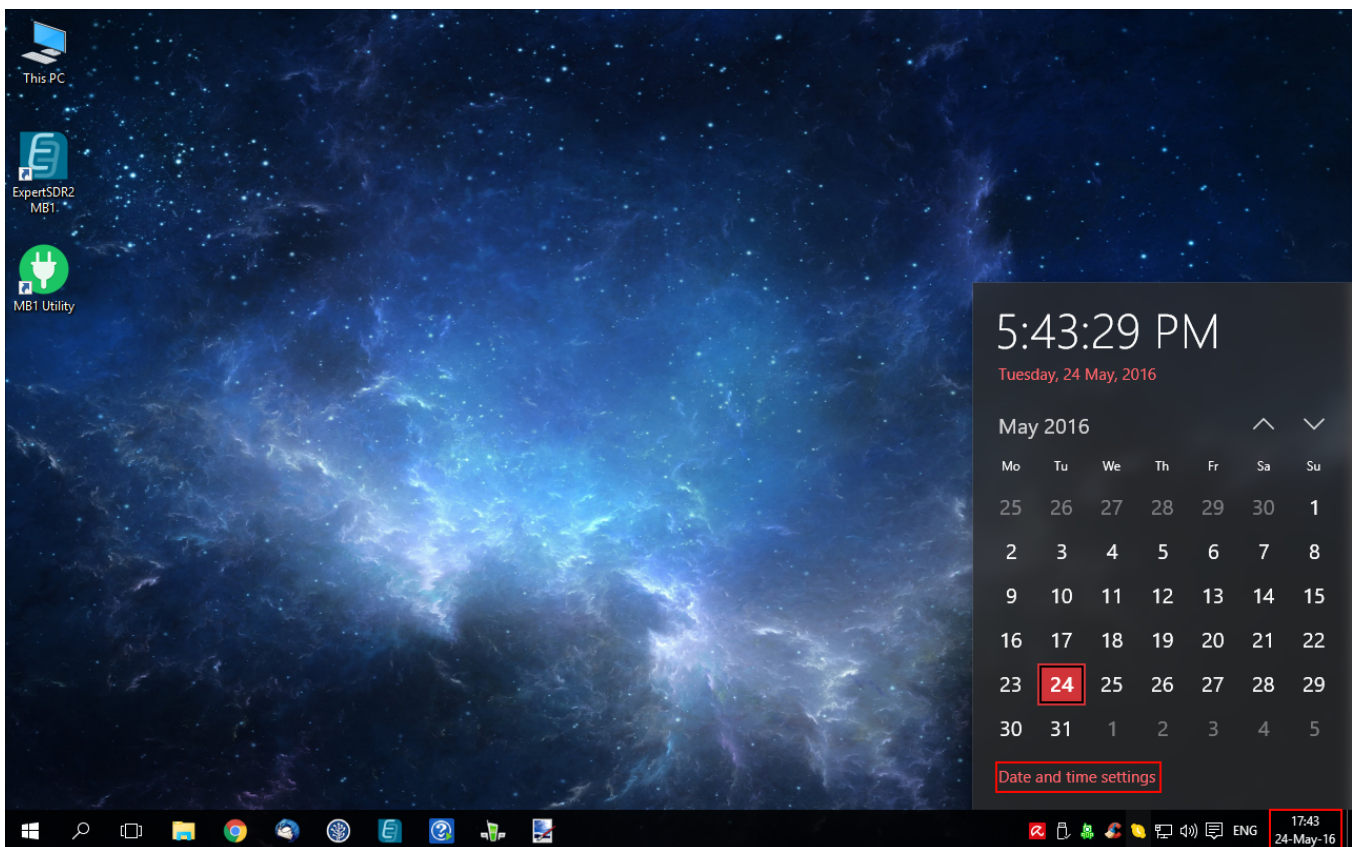 This PC
ExpertSDR2
MB1
MB1 Utility
5:43:29 PM
Tuesday, 24 May, 2016
May 2016
Mo Tu We Th Fr Sa Su
25 26 27 28 29 30 1
2 3 4 5 6 7 8
9 10 11 12 13 14 15
16 17 18 19 20 21 22
23 24 25 26 27 28 29
30 31 1 2 3 4 5
Date and time settings
ENG
17:43
24-May-16